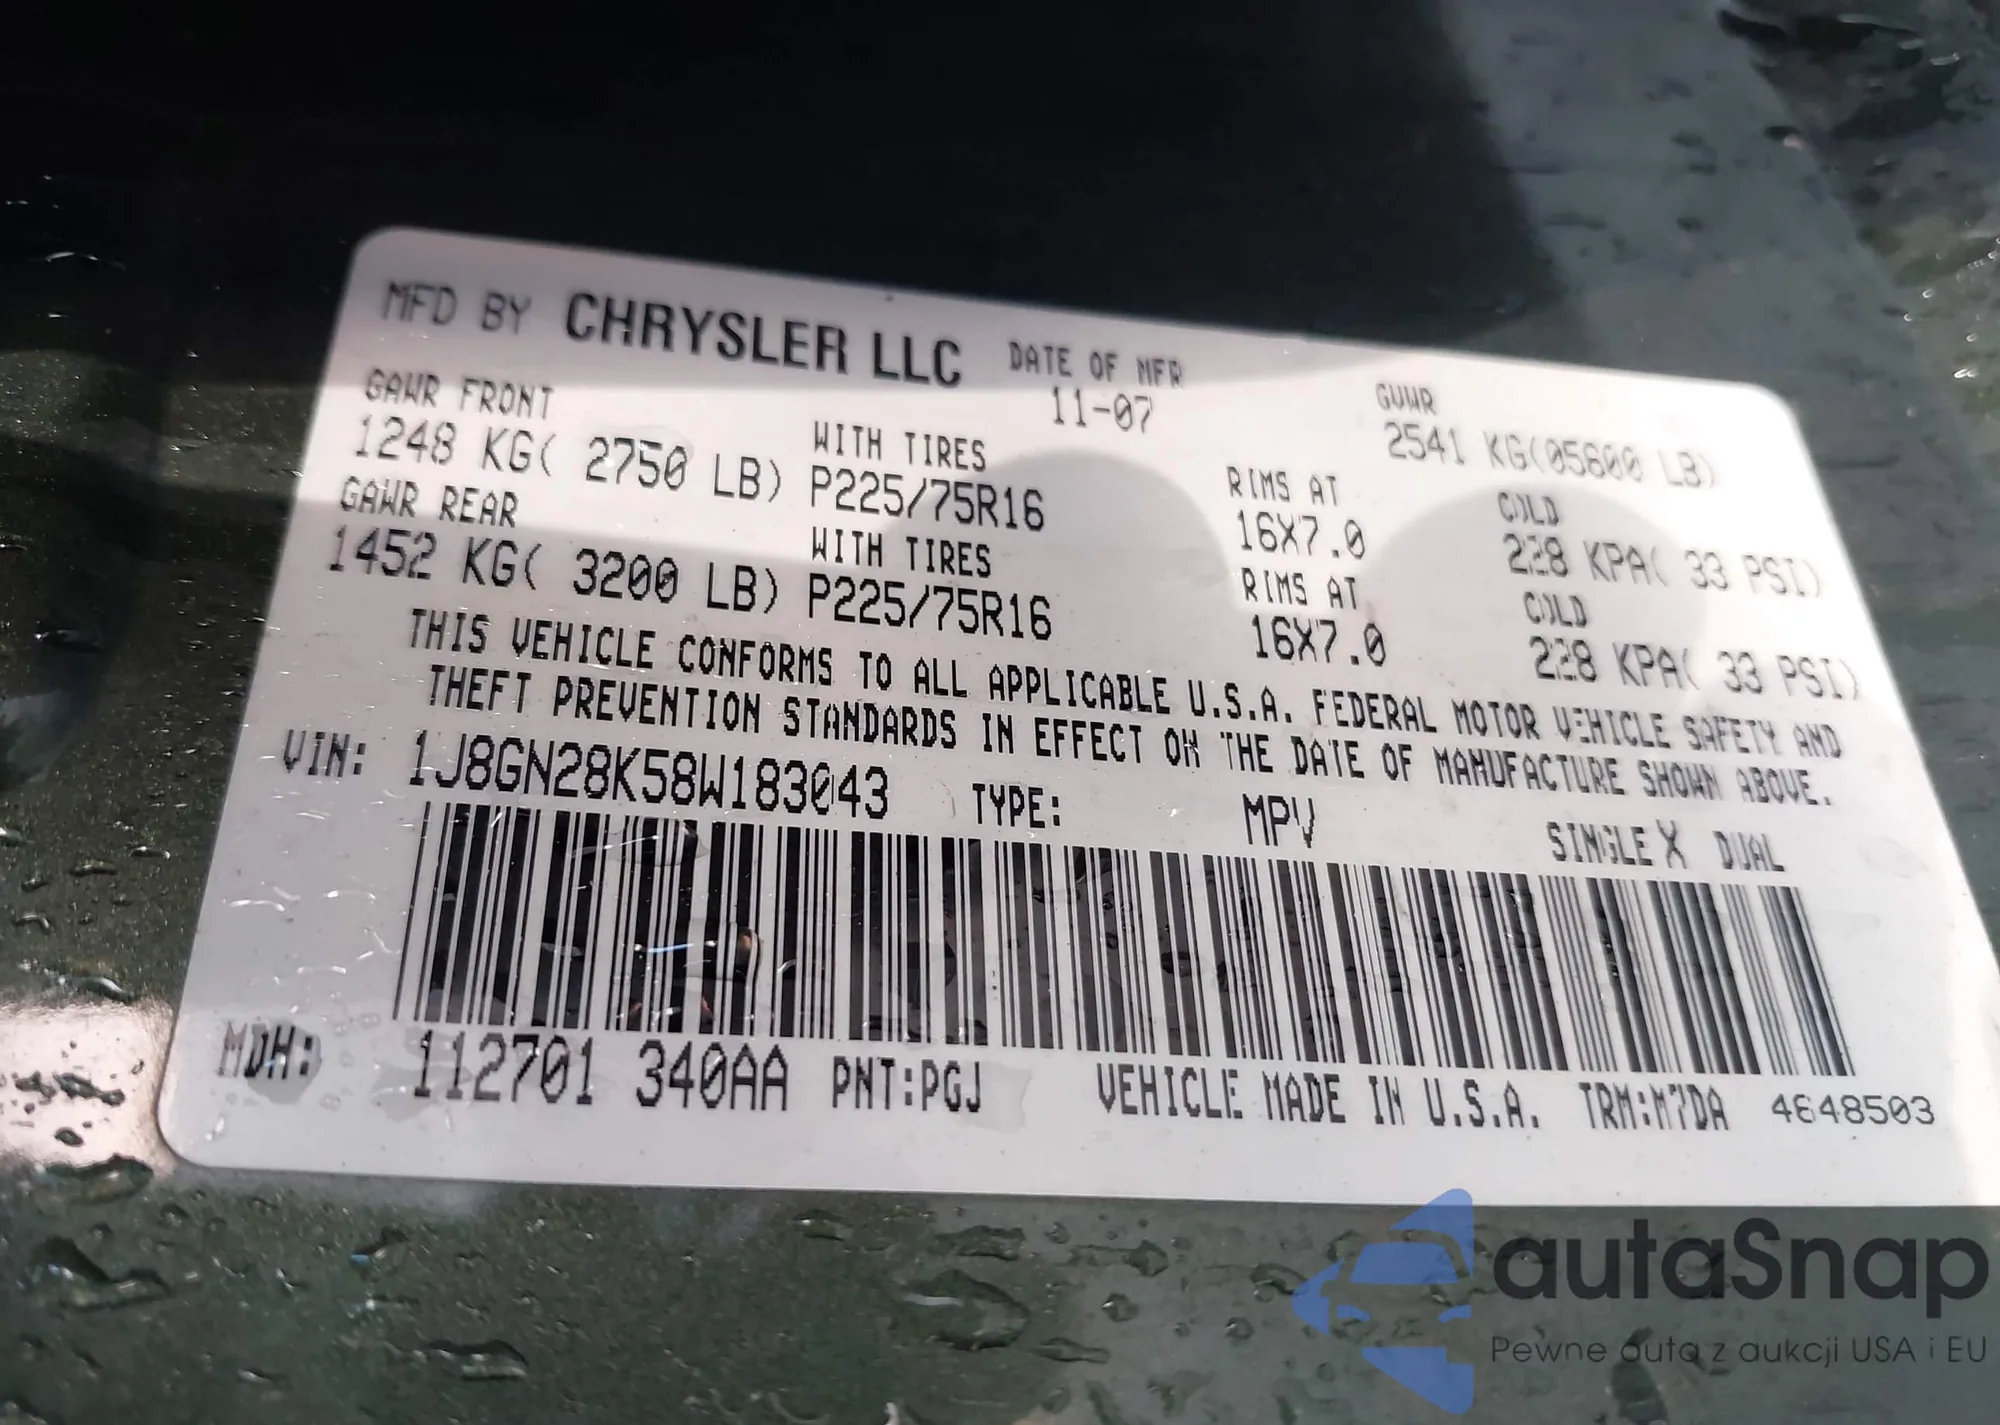 MFD BY CHRYSLER LLC DATE OF MFR 11-07 GVWR 2541 KG(05600 LB)
GAWR FRONT WITH TIRES RIMS AT COLD
1248 KG( 2750 LB) P225/75R16 16X7.0 228 KPA( 33 PSI)
GAWR REAR WITH TIRES RIMS AT COLD
1452 KG( 3200 LB) P225/75R16 16X7.0 228 KPA( 33 PSI)
THIS VEHICLE CONFORMS TO ALL APPLICABLE U.S.A. FEDERAL MOTOR VEHICLE SAFETY AND
THEFT PREVENTION STANDARDS IN EFFECT ON THE DATE OF MANUFACTURE SHOWN ABOVE.
VIN: 1J8GN28K58W183043 TYPE: MPV SINGLE X DUAL
MDH: 112701 340AA PNT:PGJ VEHICLE MADE IN U.S.A. TRM:M7DA 4648503
autaSnap
Pewne auta z aukcji USA i EU